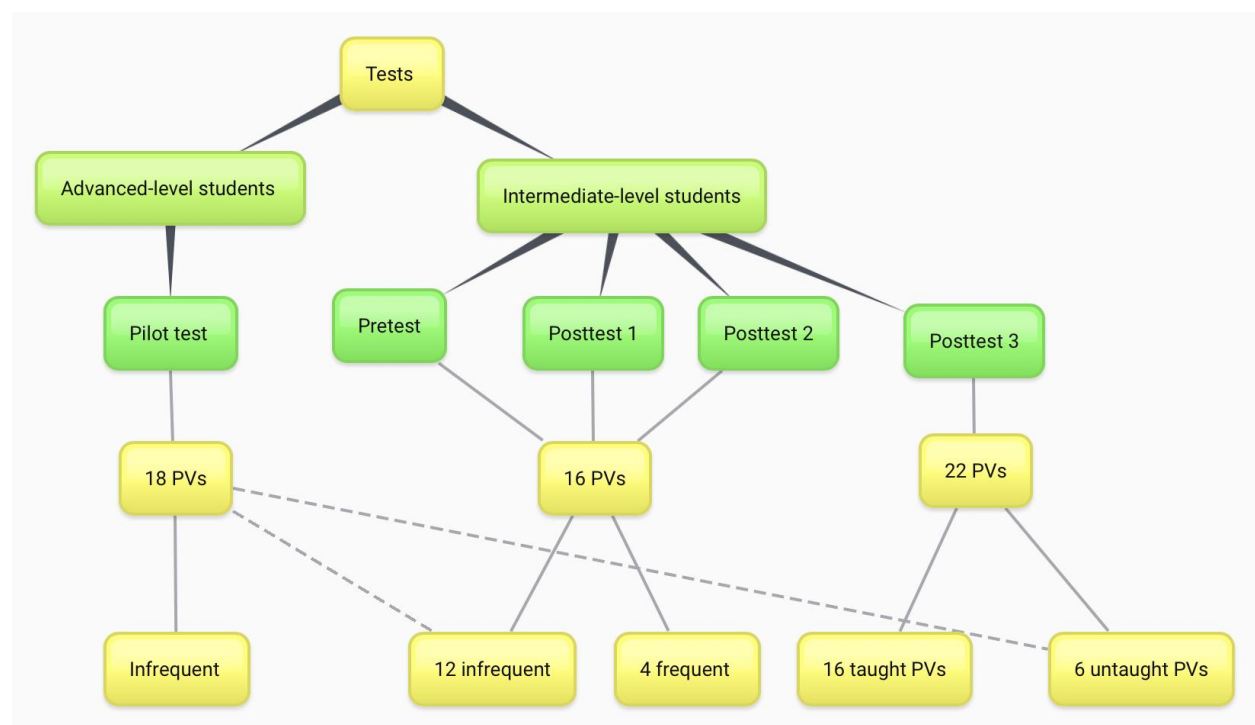 Tests
Advanced-level students
Intermediate-level students
Pilot test
Pretest
Posttest 1
Posttest 2
Posttest 3
18 PVs
16 PVs
22 PVs
Infrequent
12 infrequent
4 frequent
16 taught PVs
6 untaught PVs